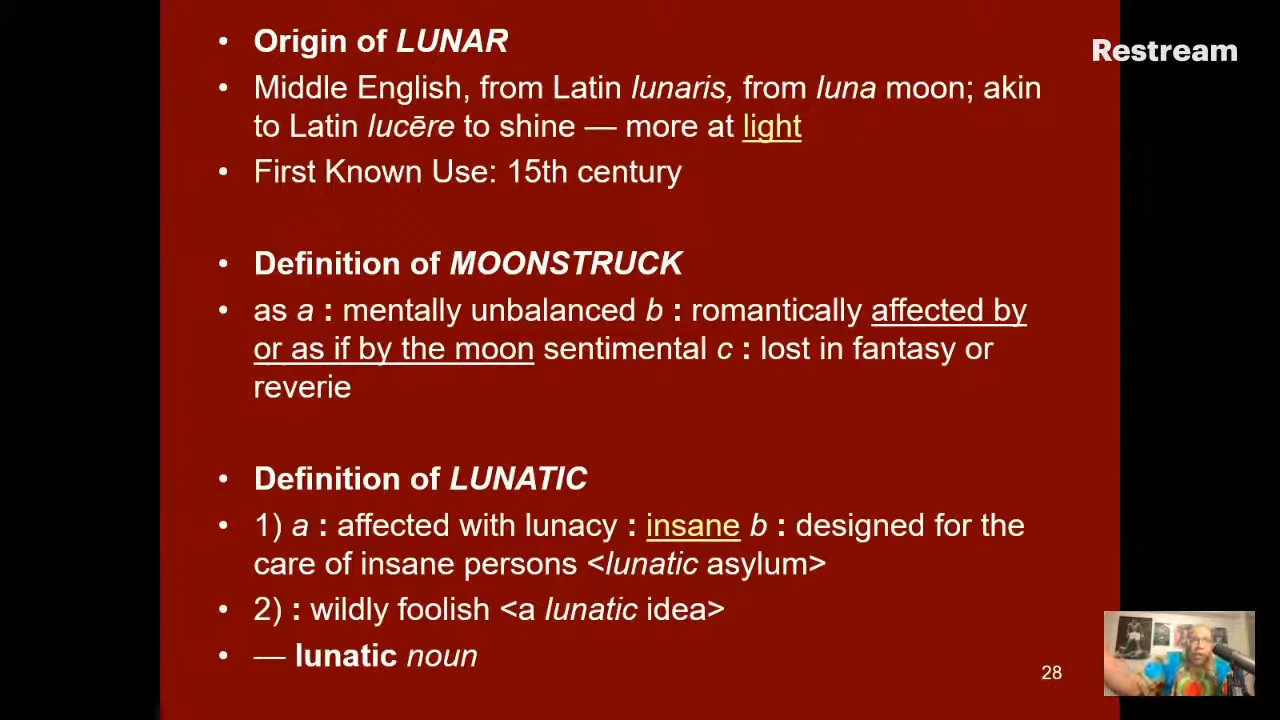 Origin of LUNAR
Restream
Middle English, from Latin lunaris, from luna moon; akin
to Latin lucēre to shine — more at light
First Known Use: 15th century
Definition of MOONSTRUCK
as a : mentally unbalanced b : romantically affected by
or as if by the moon sentimental c : lost in fantasy or
reverie
Definition of LUNATIC
1) a : affected with lunacy : insane b : designed for the
care of insane persons <lunatic asylum>
2) : wildly foolish <a lunatic idea>
— lunatic noun
28